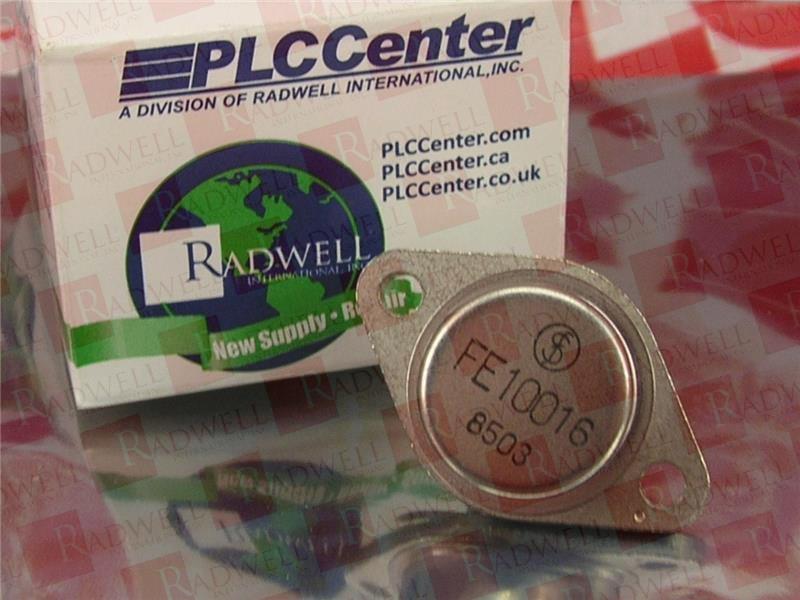 PLCCenter
A DIVISION OF RADWELL INTERNATIONAL, INC.
PLCCenter.com
PLCCenter.ca
PLCCenter.co.uk
RADWELL
INTERNATIONAL, INC.
New Supply • Repair
FE10016
8503